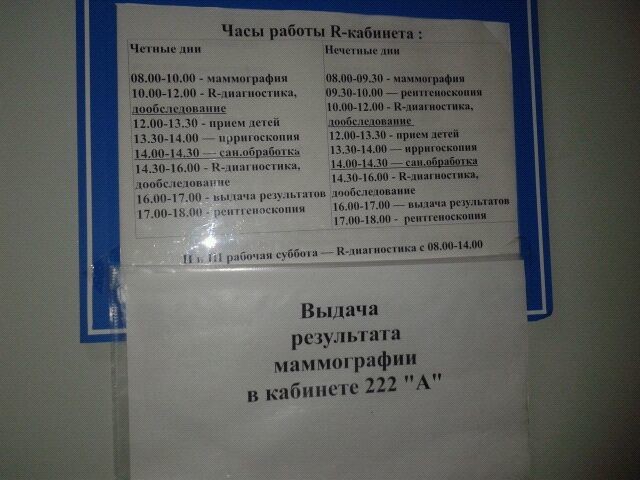 Часы работы R-кабинета :
Четные дни
08.00-10.00 - маммография
10.00-12.00 - R-диагностика,
дообследование
12.00-13.30 - прием детей
13.30-14.00 — ирригоскопия
14.00-14.30 — сан.обработка
14.30-16.00 - R-диагностика,
дообследование
16.00-17.00 - выдача результатов
17.00-18.00 - рентгеноскопия
Нечетные дни
08.00-09.30 - маммография
09.30-10.00 — рентгеноскопия
10.00-12.00 - R-диагностика,
дообследование
12.00-13.30 - прием детей
13.30-14.00 — ирригоскопия
14.00-14.30 — сан.обработка
14.30-16.00 - R-диагностика,
дообследование
16.00-17.00 — выдача результатов
17.00-18.00 - рентгеноскопия
II и III рабочая суббота — R-диагностика с 08.00-14.00
Выдача
результата
маммографии
в кабинете 222 "А"